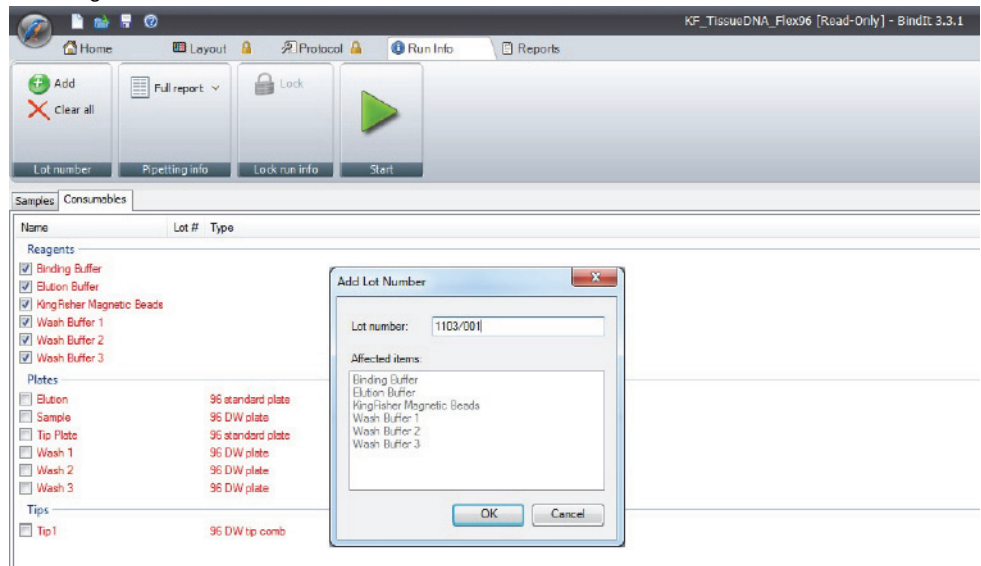 KF_TissueDNA_Flex96 [Read-Only] - BindIt 3.3.1
Home Layout Protocol Run Info Reports
Add
Clear all
Full report
Lock
Lot number Pipetting info Lock run info Start
Samples Consumables
Name Lot # Type
Reagents
Binding Buffer
Elution Buffer
KingFisher Magnetic Beads
Wash Buffer 1
Wash Buffer 2
Wash Buffer 3
Plates
Elution 96 standard plate
Sample 96 DW plate
Tip Plate 96 standard plate
Wash 1 96 DW plate
Wash 2 96 DW plate
Wash 3 96 DW plate
Tips
Tip1 96 DW tip comb
Add Lot Number
Lot number: 1103/001
Affected items:
Binding Buffer
Elution Buffer
KingFisher Magnetic Beads
Wash Buffer 1
Wash Buffer 2
Wash Buffer 3
OK Cancel